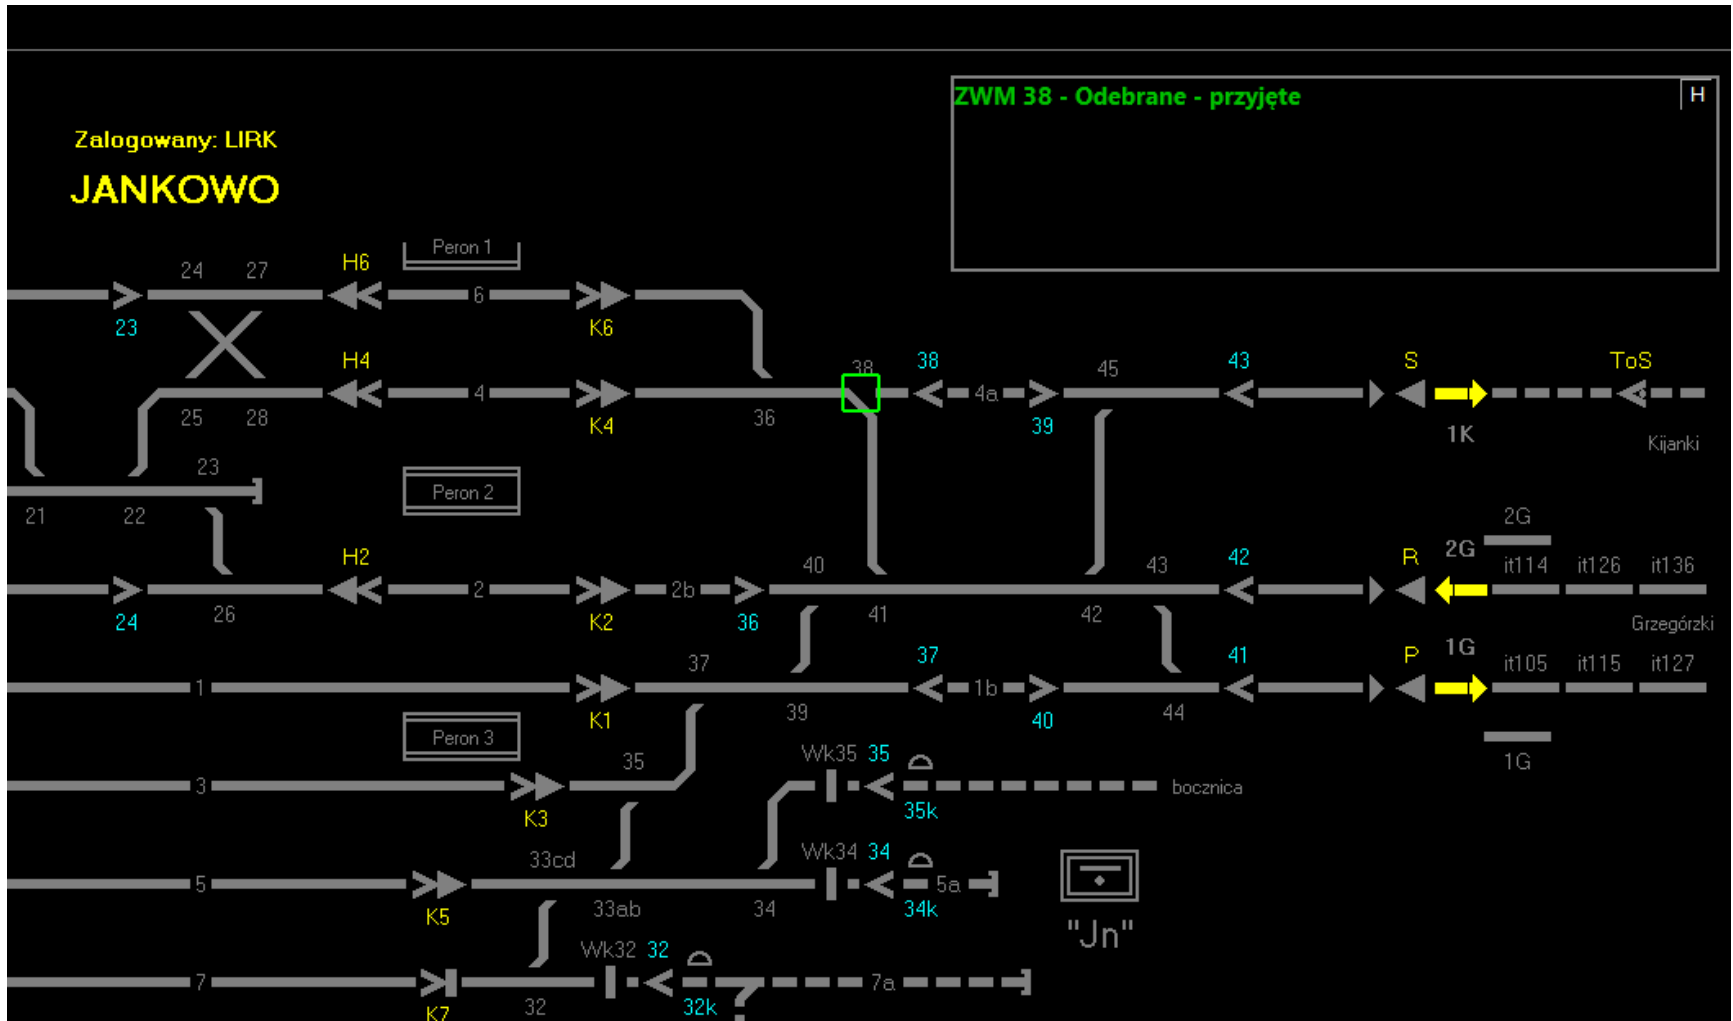 ZWM 38 - Odebrane - przyjęte
H
Zalogowany: LIRK
JANKOWO
24 27 H6 Peron 1
6
23 K6
H4 38 38 45 43 S ToS
4 4a
25 28 K4 36 39 1K Kijanki
23
Peron 2
21 22 2G
H2 40 43 42 R 2G it114 it126 it136
2 2b
24 26 K2 36 41 42 Grzegórzki
37 37 41 P 1G it105 it115 it127
1 1b
K1 39 40 44
Peron 3
35 Wk35 35 1G
3 bocznica
K3 35k
33cd Wk34 34
5 5a
K5 33ab 34 34k "Jn"
Wk32 32
7 7a
K7 32 32k